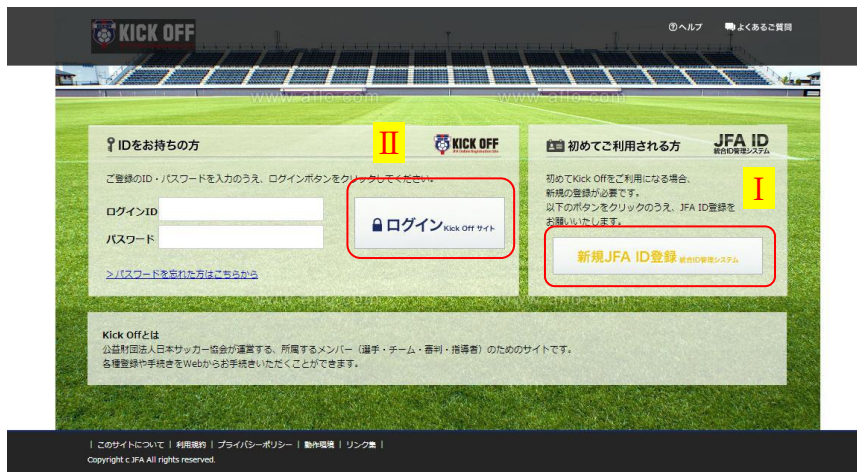 KICK OFF
ヘルプ
よくあるご質問
www.aflo.com
www.aflo.com
IDをお持ちの方
II
KICK OFF
初めてご利用される方
JFA ID
統合ID管理システム
ご登録のID・パスワードを入力のうえ、ログインボタンをクリックしてください。
初めてKick Offをご利用になる場合、
新規の登録が必要です。
以下のボタンをクリックのうえ、JFA ID登録を
お願いいたします。
I
ログインID
パスワード
ログイン Kick Off サイト
新規JFA ID登録 統合ID管理システム
>パスワードを忘れた方はこちらから
Kick Offとは
公益財団法人日本サッカー協会が運営する、所属するメンバー（選手・チーム・審判・指導者）のためのサイトです。
各種登録や手続きをWebからお手続きいただくことができます。
| このサイトについて | 利用規約 | プライバシーポリシー | 動作環境 | リンク集 |
Copyright c JFA All rights reserved.